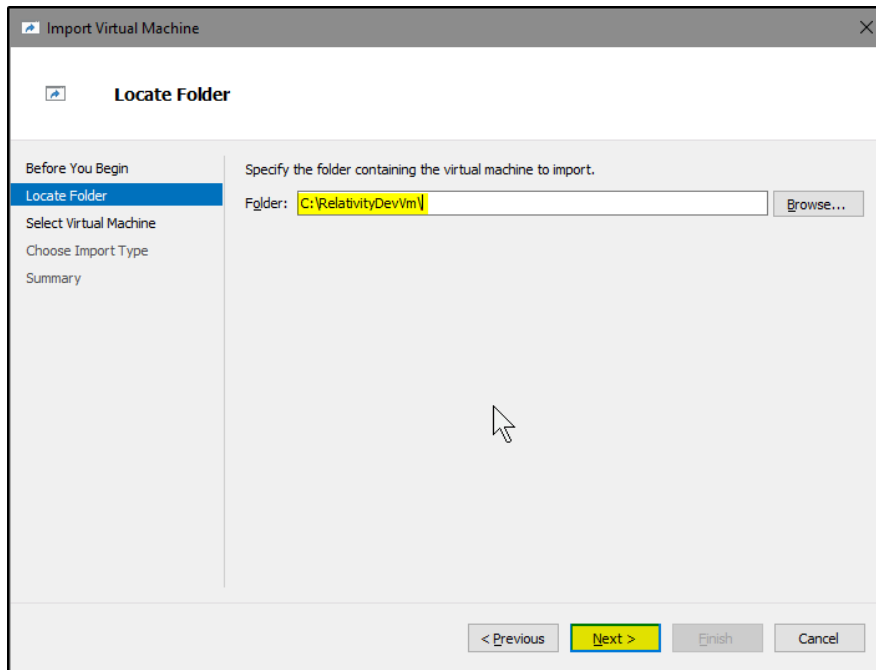 Import Virtual Machine
Locate Folder
Before You Begin
Locate Folder
Select Virtual Machine
Choose Import Type
Summary
Specify the folder containing the virtual machine to import.
Folder: C:\RelativityDevVm\ Browse...
< Previous Next > Finish Cancel